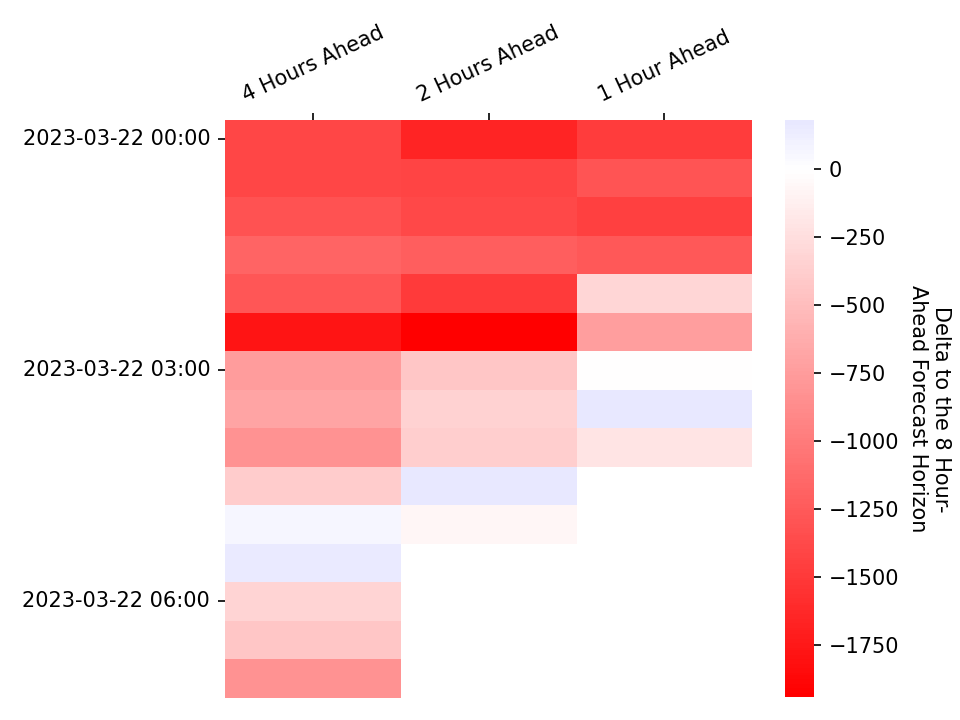 4 Hours Ahead
2 Hours Ahead
1 Hour Ahead
2023-03-22 00:00
2023-03-22 03:00
2023-03-22 06:00
0
−250
−500
−750
−1000
−1250
−1500
−1750
Delta to the 8 Hour-
Ahead Forecast Horizon